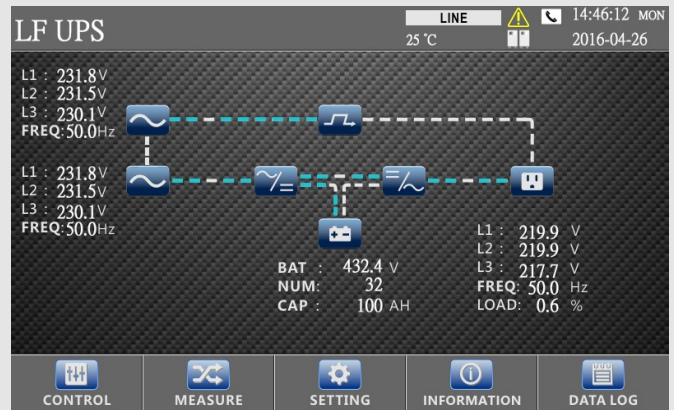 LF UPS
LINE
14:46:12 MON
25 °C
2016-04-26
L1 : 231.8V
L2 : 231.5V
L3 : 230.1V
FREQ:50.0Hz
L1 : 231.8V
L2 : 231.5V
L3 : 230.1V
FREQ:50.0Hz
BAT : 432.4 V
NUM: 32
CAP : 100 AH
L1 : 219.9 V
L2 : 219.9 V
L3 : 217.7 V
FREQ: 50.0 Hz
LOAD: 0.6 %
CONTROL
MEASURE
SETTING
INFORMATION
DATA LOG